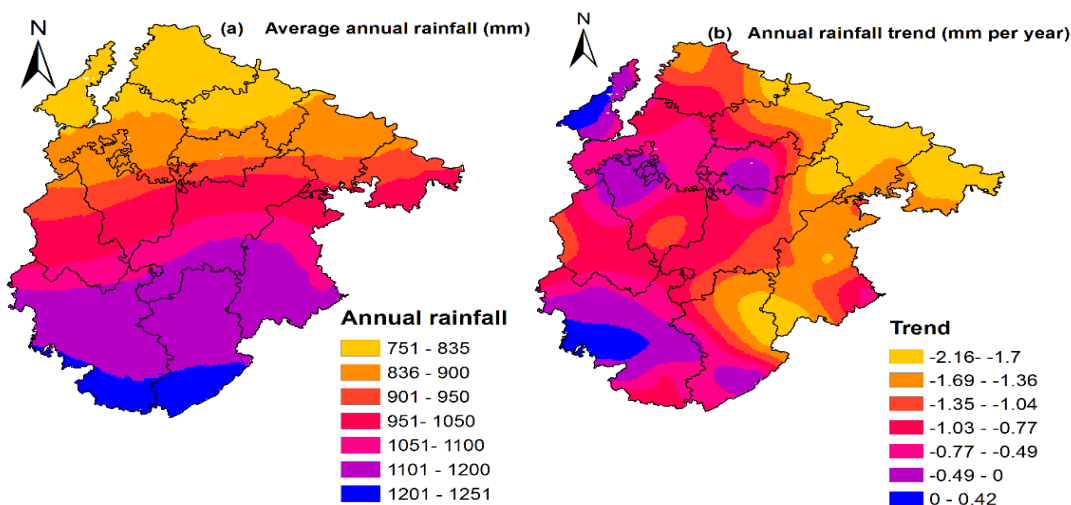 N
(a) Average annual rainfall (mm)
Annual rainfall
751 - 835
836 - 900
901 - 950
951- 1050
1051- 1100
1101 - 1200
1201 - 1251
N
(b) Annual rainfall trend (mm per year)
Trend
-2.16- -1.7
-1.69 - -1.36
-1.35 - -1.04
-1.03 - -0.77
-0.77 - -0.49
-0.49 - 0
0 - 0.42